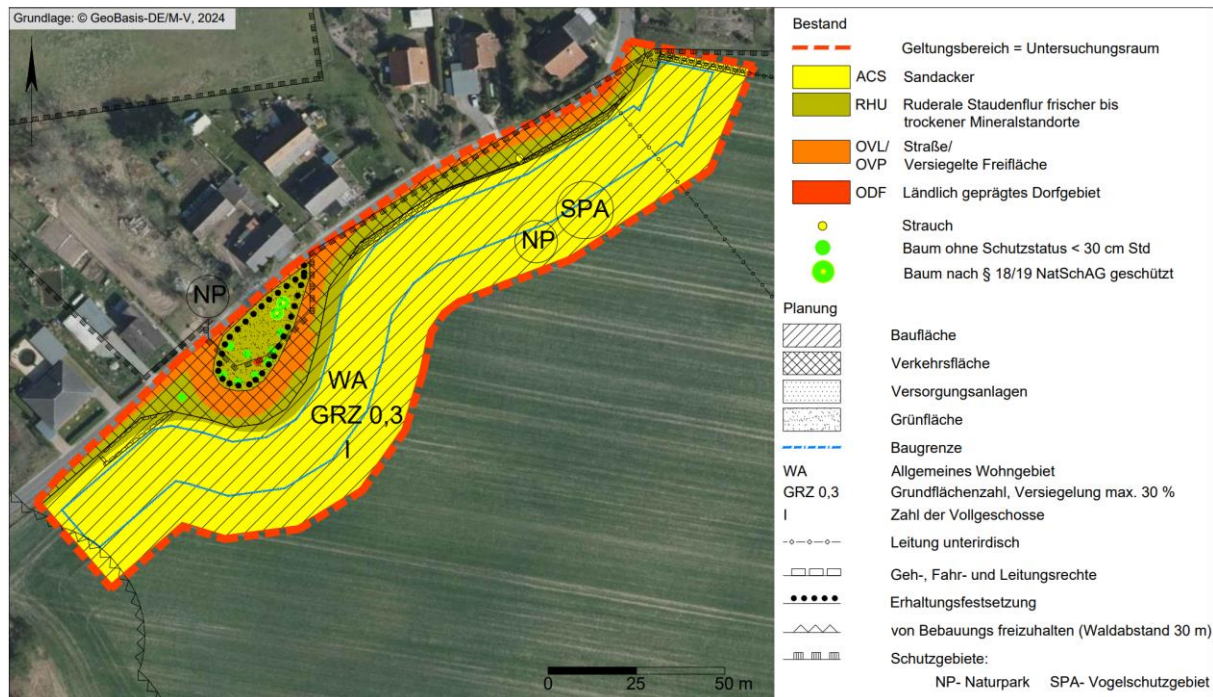 Grundlage: © GeoBasis-DE/M-V, 2024
NP
SPA
NP
WA
GRZ 0,3
I
0 25 50 m
Bestand
Geltungsbereich = Untersuchungsraum
ACS Sandacker
RHU Ruderale Staudenflur frischer bis
trockener Mineralstandorte
OVL/ Straße/
OVP Versiegelte Freifläche
ODF Ländlich geprägtes Dorfgebiet
Strauch
Baum ohne Schutzstatus < 30 cm Std
Baum nach § 18/19 NatSchAG geschützt
Planung
Baufläche
Verkehrsfläche
Versorgungsanlagen
Grünfläche
Baugrenze
WA Allgemeines Wohngebiet
GRZ 0,3 Grundflächenzahl, Versiegelung max. 30 %
I Zahl der Vollgeschosse
Leitung unterirdisch
Geh-, Fahr- und Leitungsrechte
Erhaltungsfestsetzung
von Bebauungs freizuhalten (Waldabstand 30 m)
Schutzgebiete:
NP- Naturpark SPA- Vogelschutzgebiet